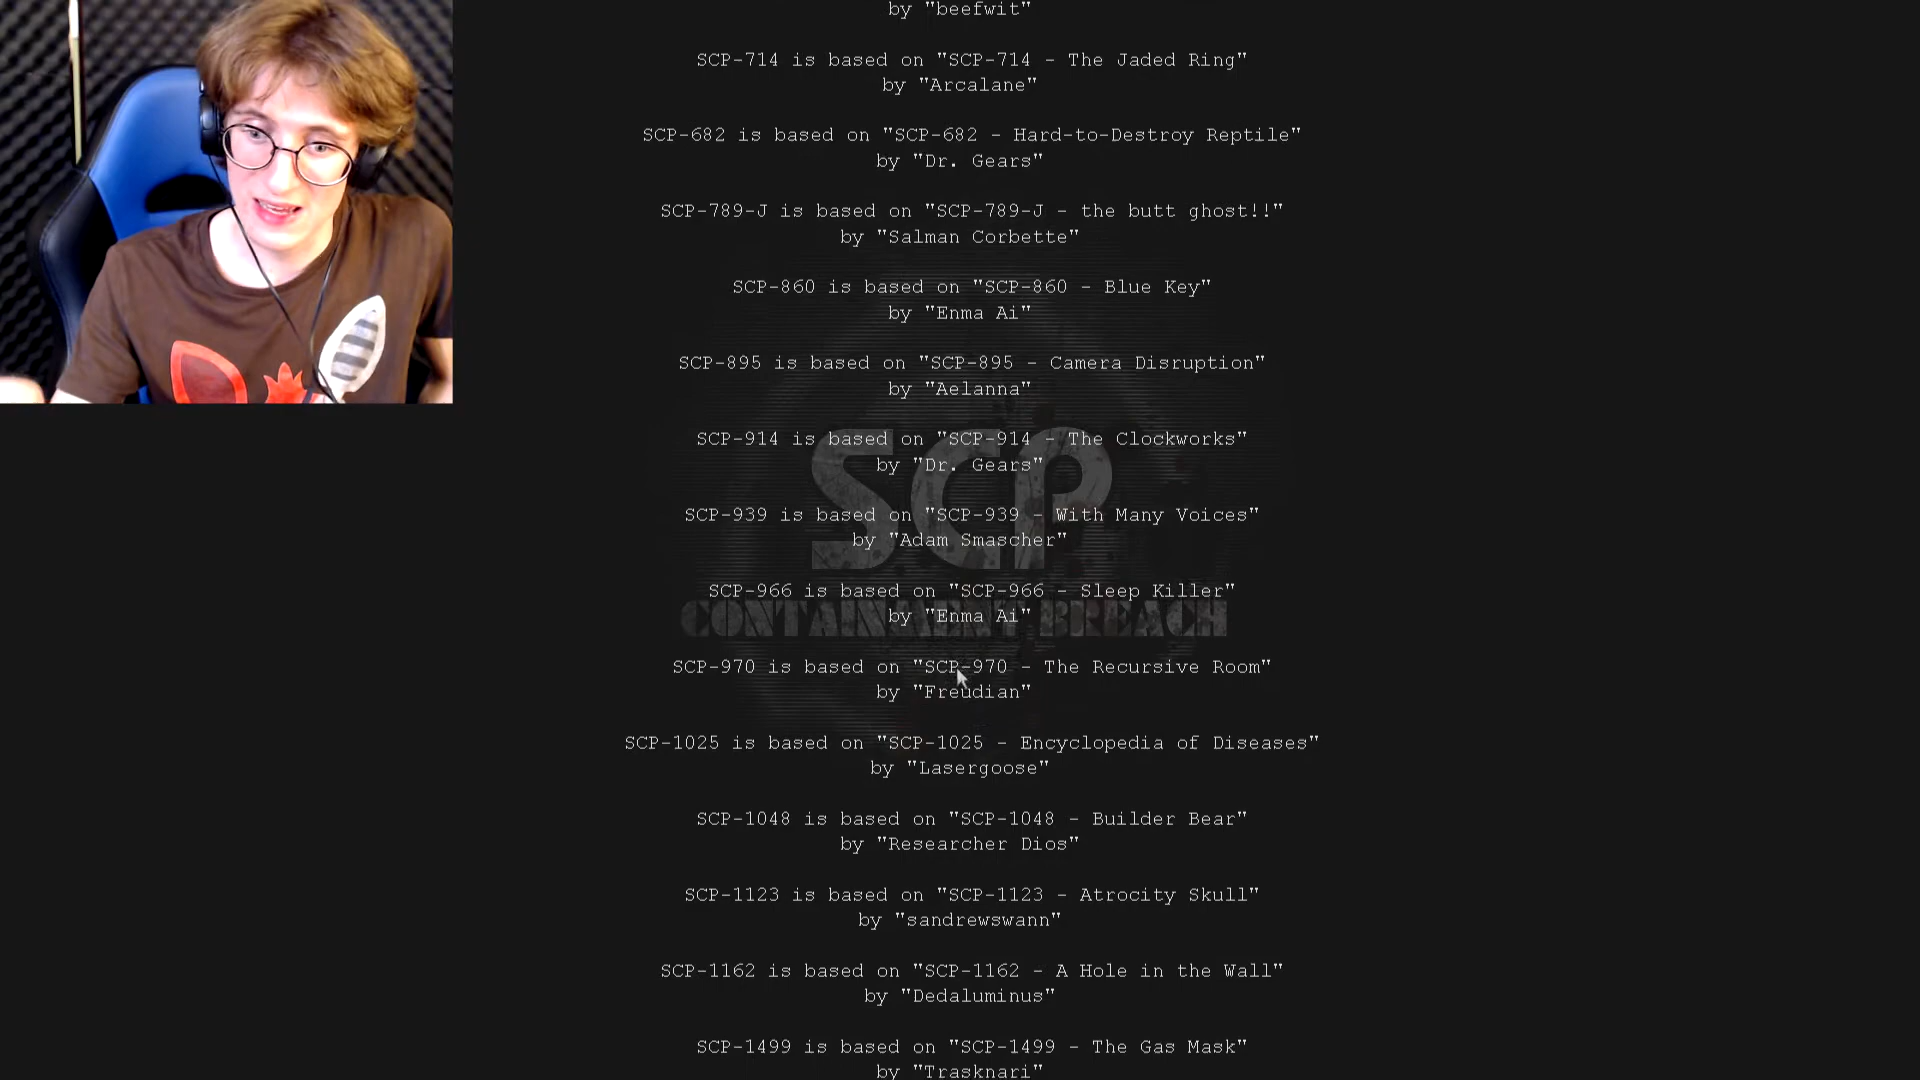 by "beefwit"
SCP-714 is based on "SCP-714 - The Jaded Ring"
by "Arcalane"
SCP-682 is based on "SCP-682 - Hard-to-Destroy Reptile"
by "Dr. Gears"
SCP-789-J is based on "SCP-789-J - the butt ghost!!"
by "Salman Corbette"
SCP-860 is based on "SCP-860 - Blue Key"
by "Enma Ai"
SCP-895 is based on "SCP-895 - Camera Disruption"
by "Aelanna"
SCP-914 is based on "SCP-914 - The Clockworks"
by "Dr. Gears"
SCP
SCP-939 is based on "SCP-939 - With Many Voices"
by "Adam Smascher"
SCP-966 is based on "SCP-966 - Sleep Killer"
by "Enma Ai"
CONTAINMENT BREACH
SCP-970 is based on "SCP-970 - The Recursive Room"
by "Freudian"
SCP-1025 is based on "SCP-1025 - Encyclopedia of Diseases"
by "Lasergoose"
SCP-1048 is based on "SCP-1048 - Builder Bear"
by "Researcher Dios"
SCP-1123 is based on "SCP-1123 - Atrocity Skull"
by "sandrewswann"
SCP-1162 is based on "SCP-1162 - A Hole in the Wall"
by "Dedaluminus"
SCP-1499 is based on "SCP-1499 - The Gas Mask"
by "Trasknari"